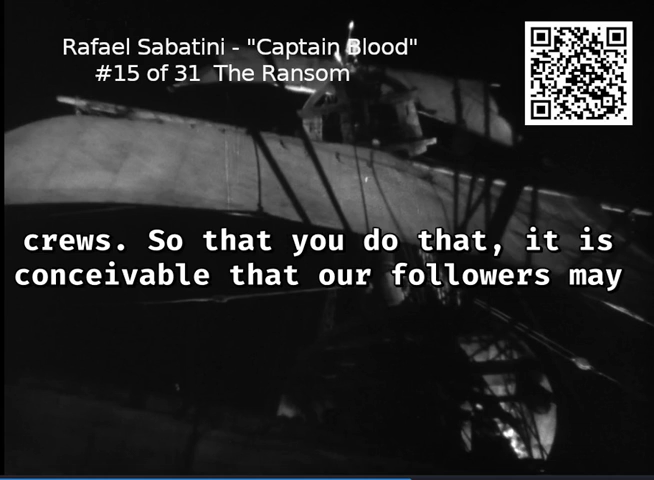 Rafael Sabatini - "Captain Blood"
#15 of 31  The Ransom
crews. So that you do that, it is
conceivable that our followers may